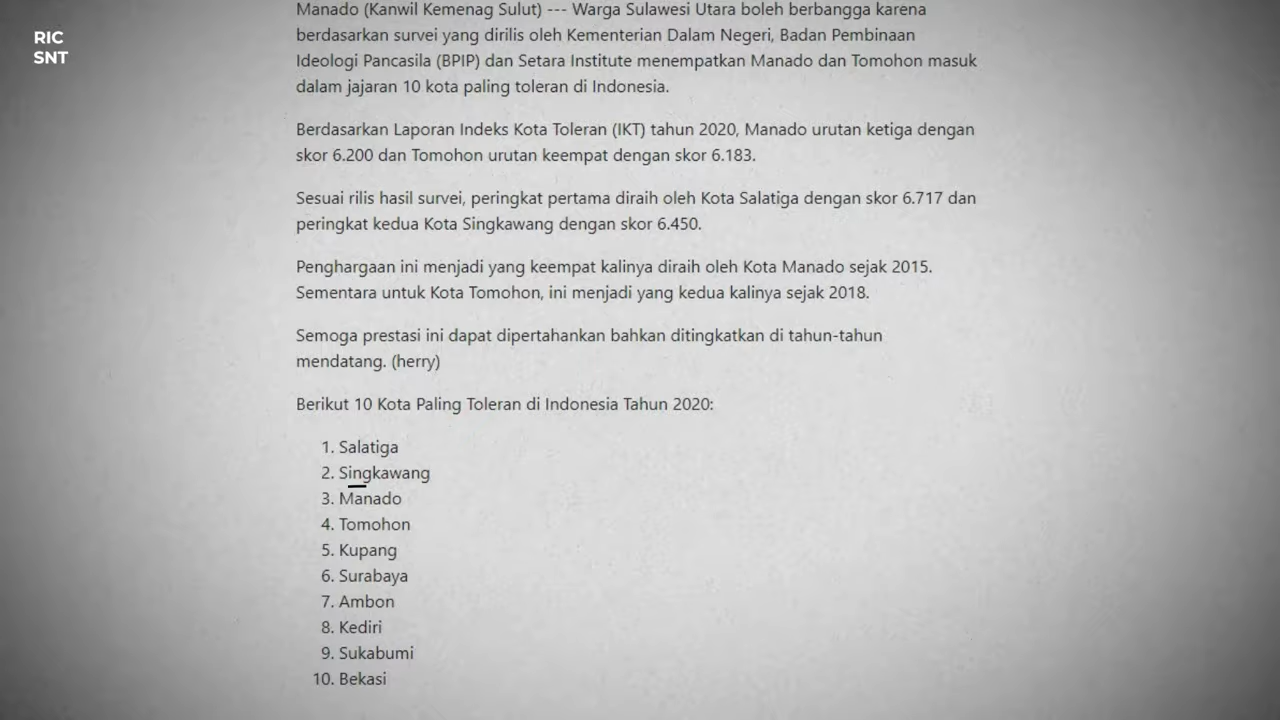 RIC
SNT
Manado (Kanwil Kemenag Sulut) --- Warga Sulawesi Utara boleh berbangga karena
berdasarkan survei yang dirilis oleh Kementerian Dalam Negeri, Badan Pembinaan
Ideologi Pancasila (BPIP) dan Setara Institute menempatkan Manado dan Tomohon masuk
dalam jajaran 10 kota paling toleran di Indonesia.
Berdasarkan Laporan Indeks Kota Toleran (IKT) tahun 2020, Manado urutan ketiga dengan
skor 6.200 dan Tomohon urutan keempat dengan skor 6.183.
Sesuai rilis hasil survei, peringkat pertama diraih oleh Kota Salatiga dengan skor 6.717 dan
peringkat kedua Kota Singkawang dengan skor 6.450.
Penghargaan ini menjadi yang keempat kalinya diraih oleh Kota Manado sejak 2015.
Sementara untuk Kota Tomohon, ini menjadi yang kedua kalinya sejak 2018.
Semoga prestasi ini dapat dipertahankan bahkan ditingkatkan di tahun-tahun
mendatang. (herry)
Berikut 10 Kota Paling Toleran di Indonesia Tahun 2020:
1. Salatiga
2. Singkawang
3. Manado
4. Tomohon
5. Kupang
6. Surabaya
7. Ambon
8. Kediri
9. Sukabumi
10. Bekasi